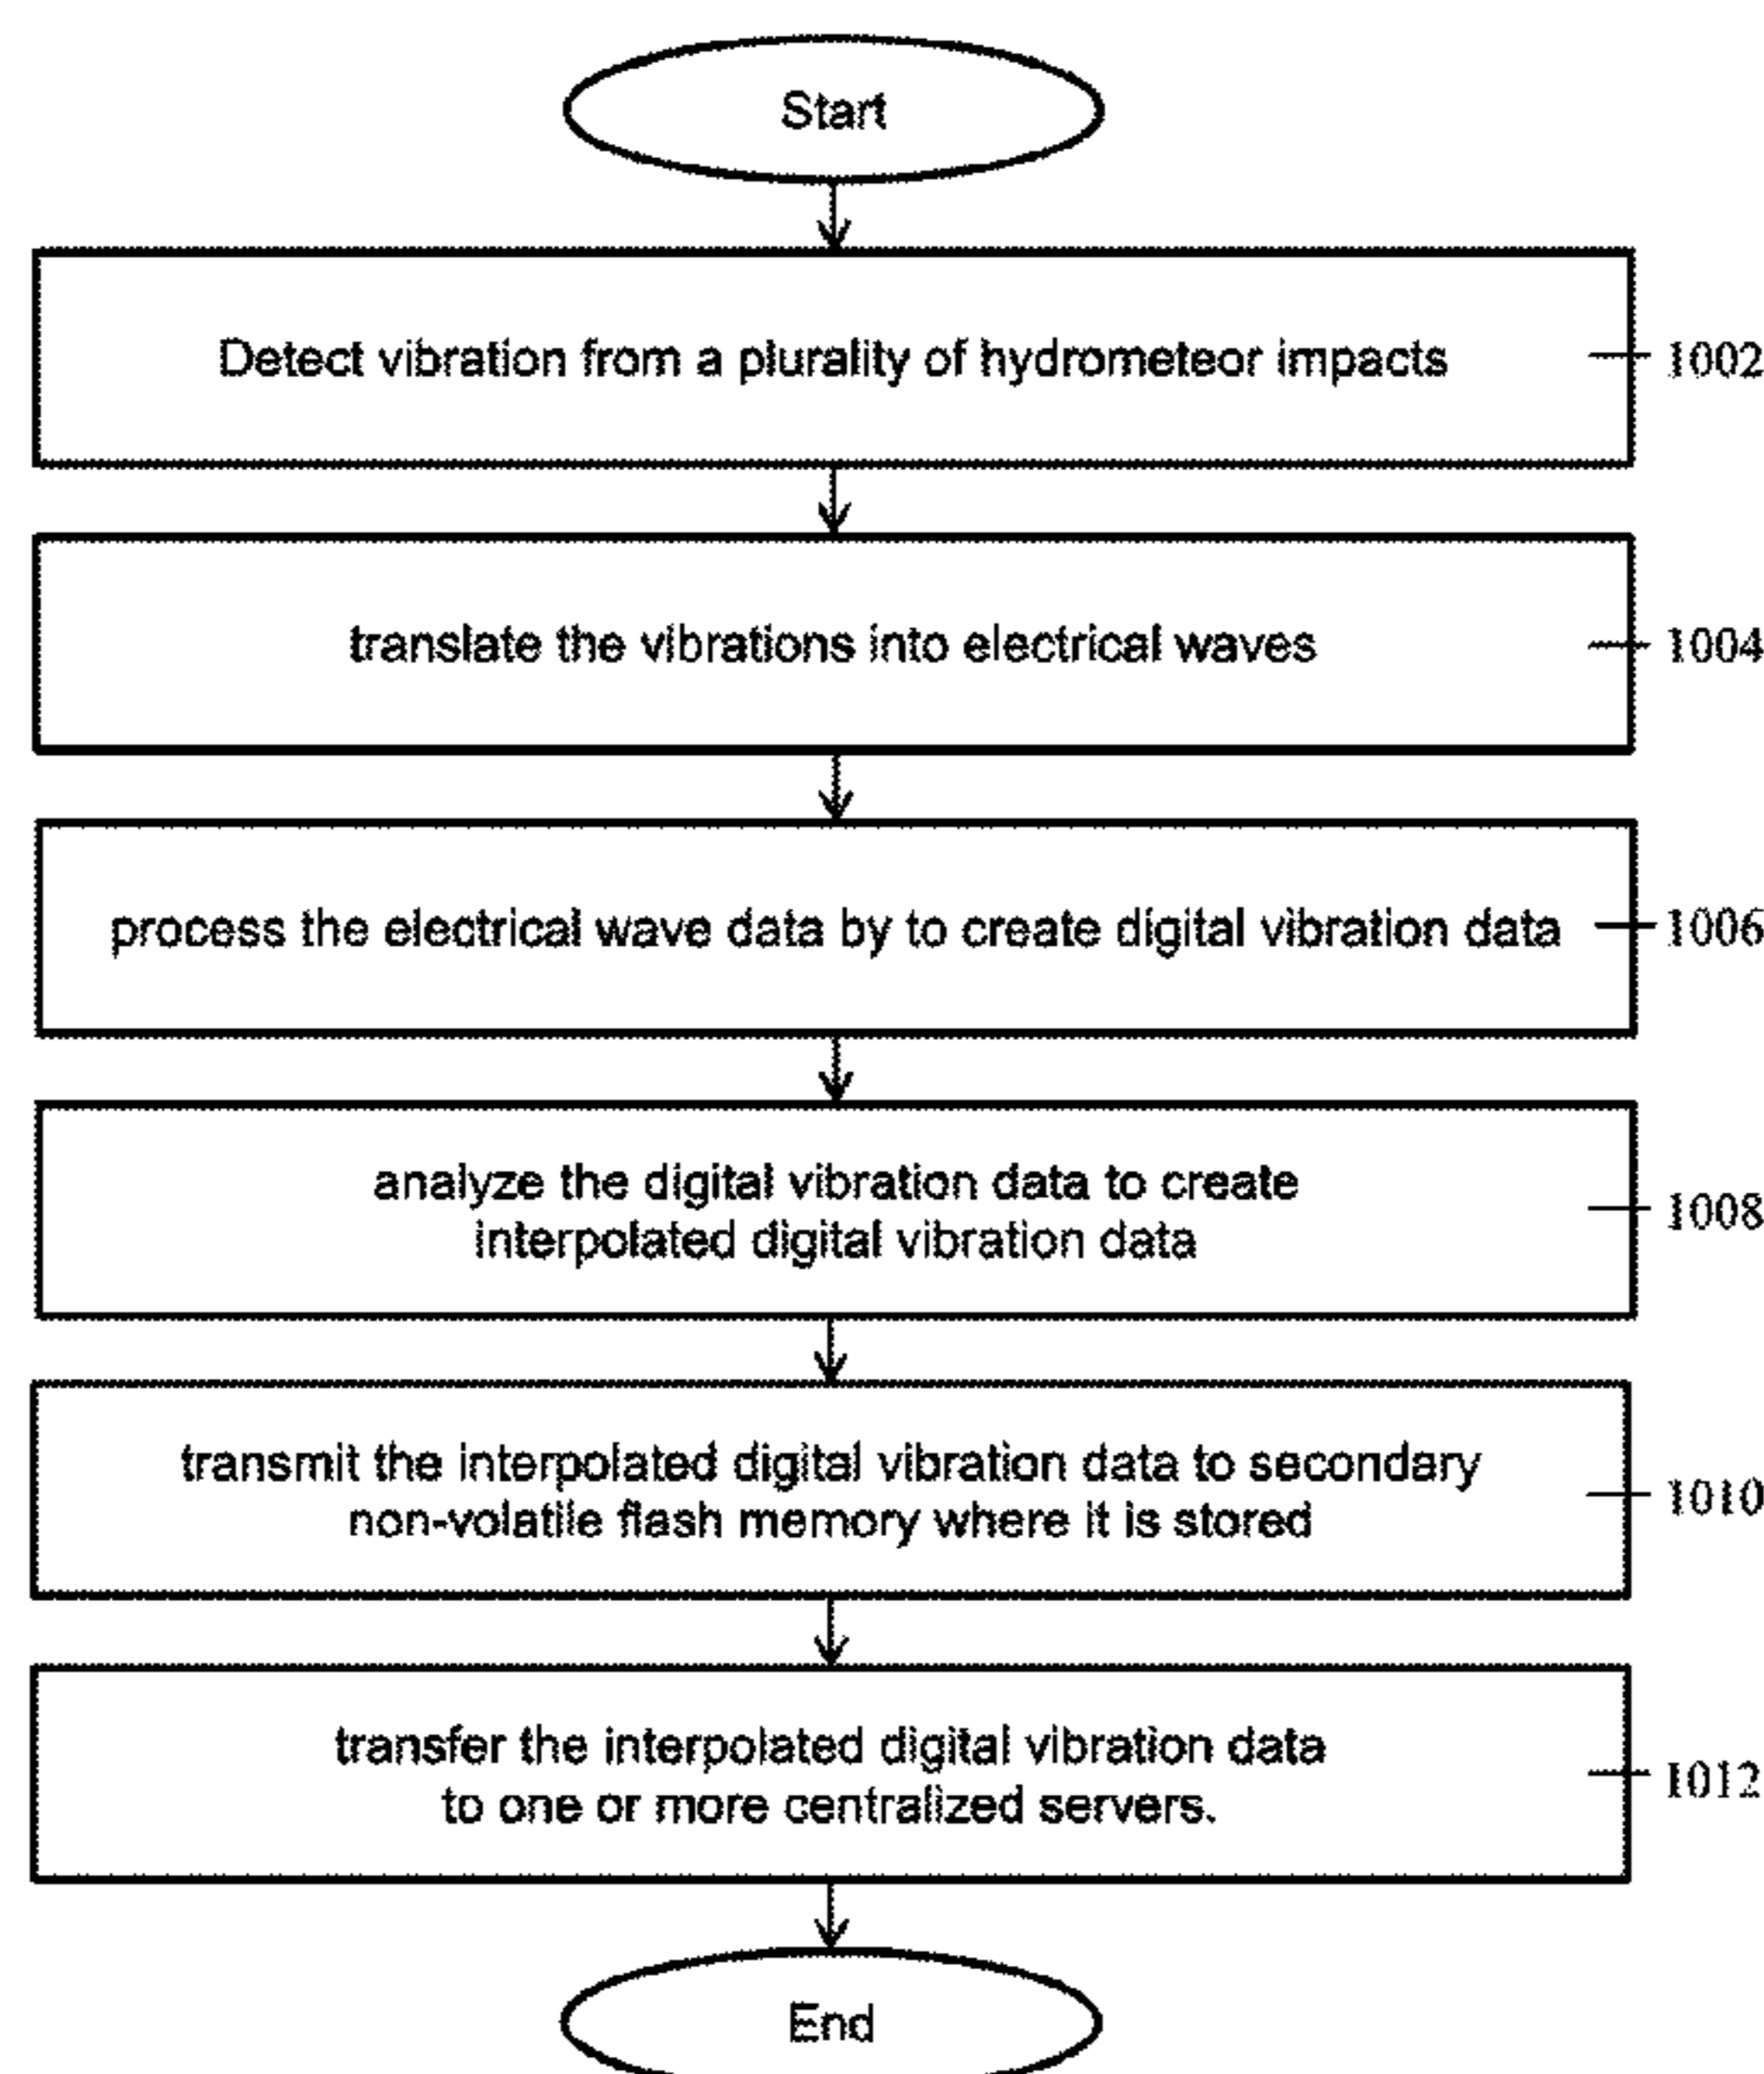 Start
Detect vibration from a plurality of hydrometeor impacts
1002
translate the vibrations into electrical waves
1004
process the electrical wave data by to create digital vibration data
1006
analyze the digital vibration data to create
interpolated digital vibration data
1008
transmit the interpolated digital vibration data to secondary
non-volatile flash memory where it is stored
1010
transfer the interpolated digital vibration data
to one or more centralized servers.
1012
End